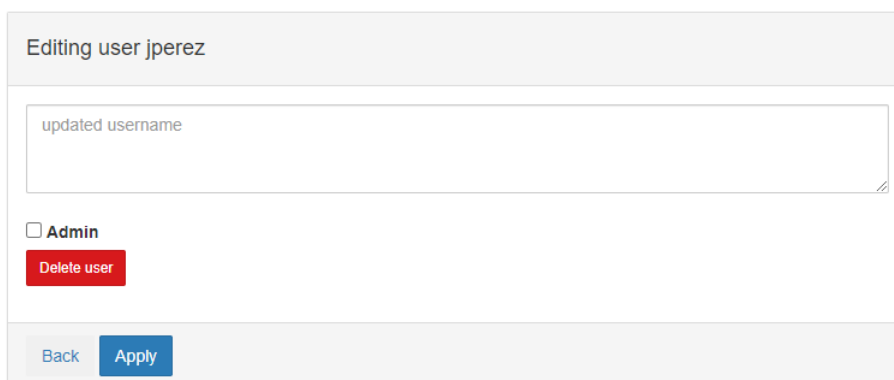 Editing user jperez
updated username
Admin
Delete user
Back Apply